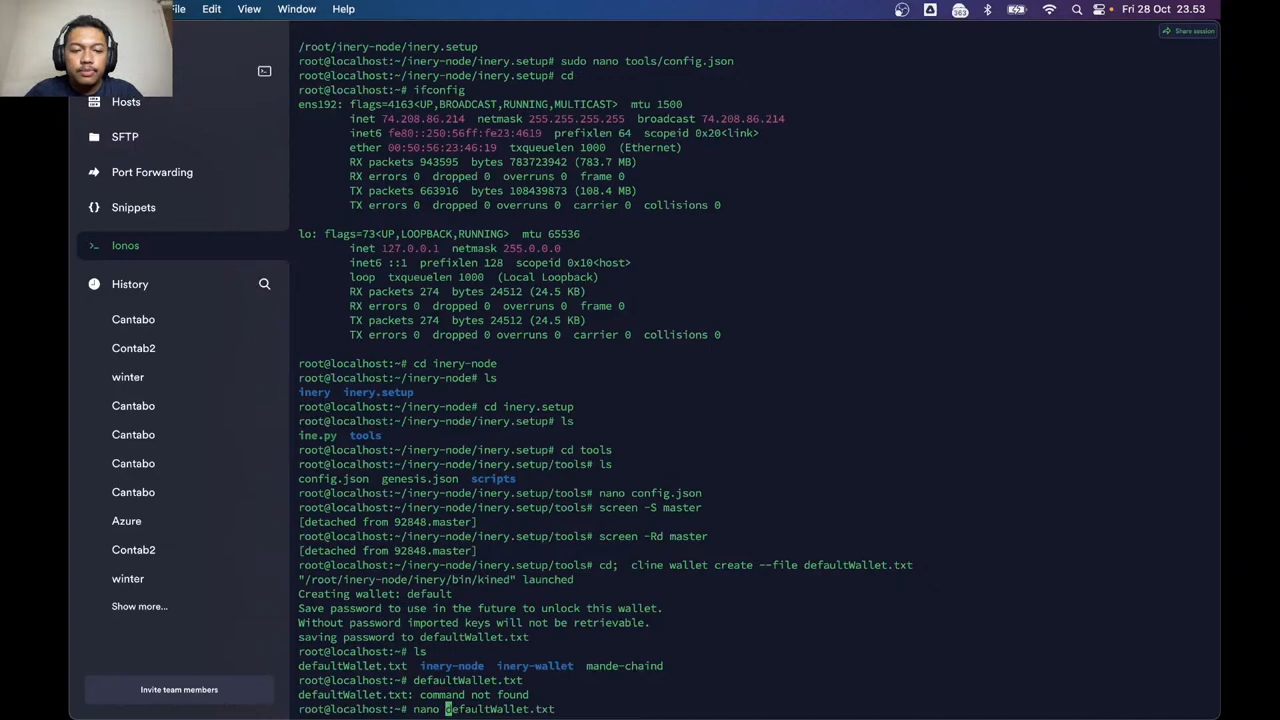 File Edit View Window Help
363
Fri 28 Oct 23.53
Share session
Hosts
SFTP
Port Forwarding
Snippets
Ionos
History
Cantabo
Contab2
winter
Cantabo
Cantabo
Cantabo
Cantabo
Azure
Contab2
winter
Show more...
Invite team members
/root/inery-node/inery.setup
root@localhost:~/inery-node/inery.setup# sudo nano tools/config.json
root@localhost:~/inery-node/inery.setup# cd
root@localhost:~# ifconfig
ens192: flags=4163<UP,BROADCAST,RUNNING,MULTICAST> mtu 1500
inet 74.208.86.214 netmask 255.255.255.255 broadcast 74.208.86.214
inet6 fe80::250:56ff:fe23:4619 prefixlen 64 scopeid 0x20<link>
ether 00:50:56:23:46:19 txqueuelen 1000 (Ethernet)
RX packets 943595 bytes 783723942 (783.7 MB)
RX errors 0 dropped 0 overruns 0 frame 0
TX packets 663916 bytes 108439873 (108.4 MB)
TX errors 0 dropped 0 overruns 0 carrier 0 collisions 0
lo: flags=73<UP,LOOPBACK,RUNNING> mtu 65536
inet 127.0.0.1 netmask 255.0.0.0
inet6 ::1 prefixlen 128 scopeid 0x10<host>
loop txqueuelen 1000 (Local Loopback)
RX packets 274 bytes 24512 (24.5 KB)
RX errors 0 dropped 0 overruns 0 frame 0
TX packets 274 bytes 24512 (24.5 KB)
TX errors 0 dropped 0 overruns 0 carrier 0 collisions 0
root@localhost:~# cd inery-node
root@localhost:~/inery-node# ls
inery inery.setup
root@localhost:~/inery-node# cd inery.setup
root@localhost:~/inery-node/inery.setup# ls
ine.py tools
root@localhost:~/inery-node/inery.setup# cd tools
root@localhost:~/inery-node/inery.setup/tools# ls
config.json genesis.json scripts
root@localhost:~/inery-node/inery.setup/tools# nano config.json
root@localhost:~/inery-node/inery.setup/tools# screen -S master
[detached from 92848.master]
root@localhost:~/inery-node/inery.setup/tools# screen -Rd master
[detached from 92848.master]
root@localhost:~/inery-node/inery.setup/tools# cd; cline wallet create --file defaultWallet.txt
"/root/inery-node/inery/bin/kined" launched
Creating wallet: default
Save password to use in the future to unlock this wallet.
Without password imported keys will not be retrievable.
saving password to defaultWallet.txt
root@localhost:~# ls
defaultWallet.txt inery-node inery-wallet mande-chaind
root@localhost:~# defaultWallet.txt
defaultWallet.txt: command not found
root@localhost:~# nano defaultWallet.txt